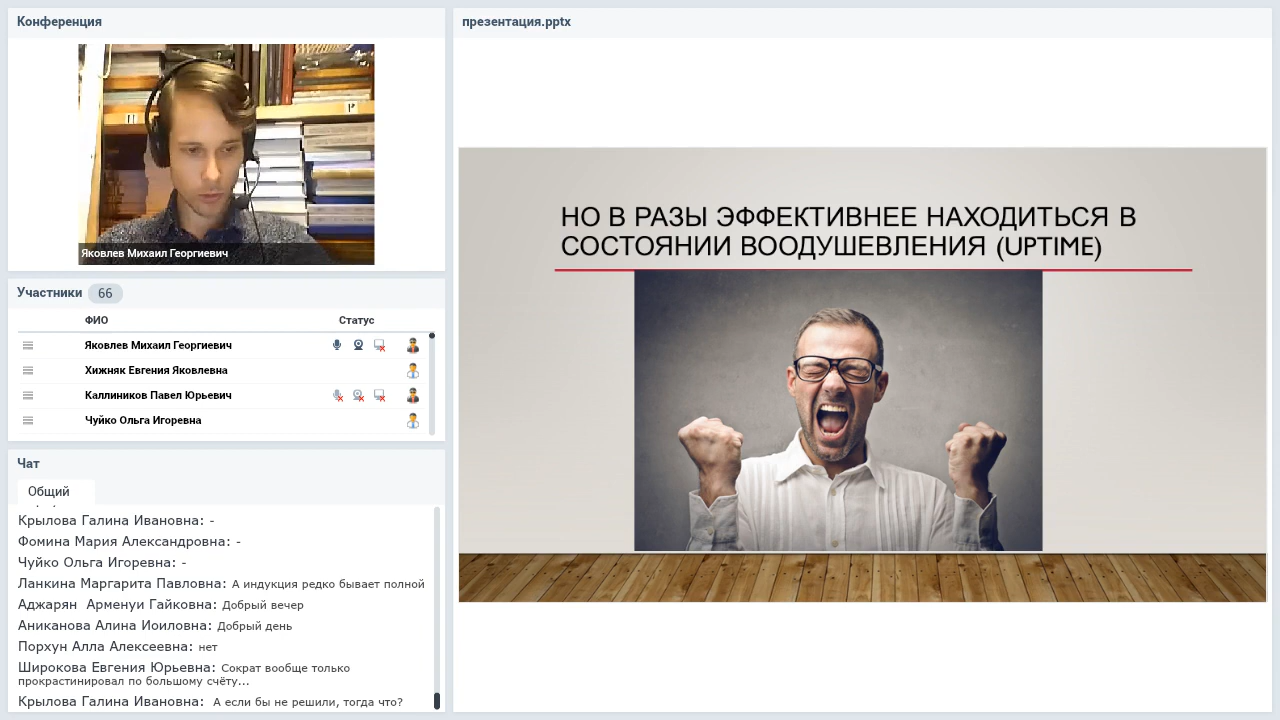 Конференция
Яковлев Михаил Георгиевич
Участники 66
ФИО Статус
Яковлев Михаил Георгиевич
Хижняк Евгения Яковлевна
Каллиников Павел Юрьевич
Чуйко Ольга Игоревна
Чат
Общий
Крылова Галина Ивановна: -
Фомина Мария Александровна: -
Чуйко Ольга Игоревна: -
Ланкина Маргарита Павловна: А индукция редко бывает полной
Аджарян Арменуи Гайковна: Добрый вечер
Аниканова Алина Иоиловна: Добрый день
Порхун Алла Алексеевна: нет
Широкова Евгения Юрьевна: Сократ вообще только
прокрастинировал по большому счёту...
Крылова Галина Ивановна: А если бы не решили, тогда что?
презентация.pptx
НО В РАЗЫ ЭФФЕКТИВНЕЕ НАХОДИТЬСЯ В
СОСТОЯНИИ ВООДУШЕВЛЕНИЯ (UPTIME)